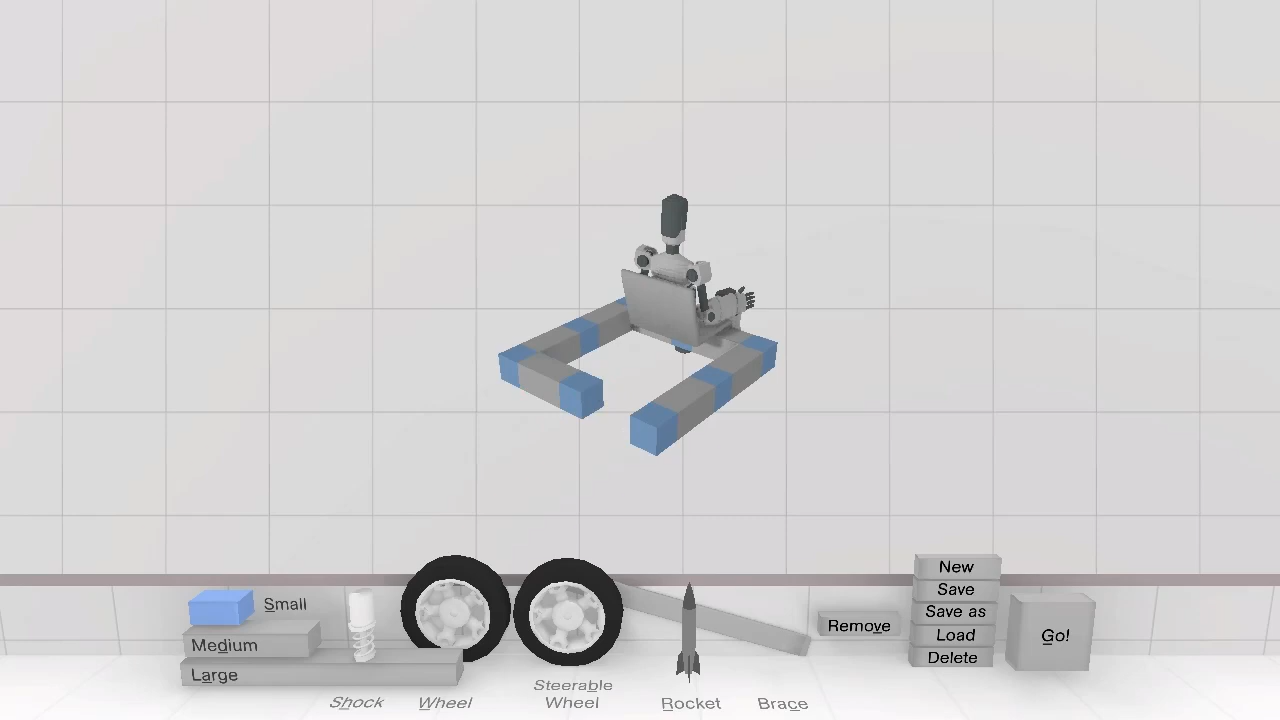 Small
Medium
Large
Shock
Wheel
Steerable
Wheel
Rocket
Brace
Remove
New
Save
Save as
Load
Delete
Go!